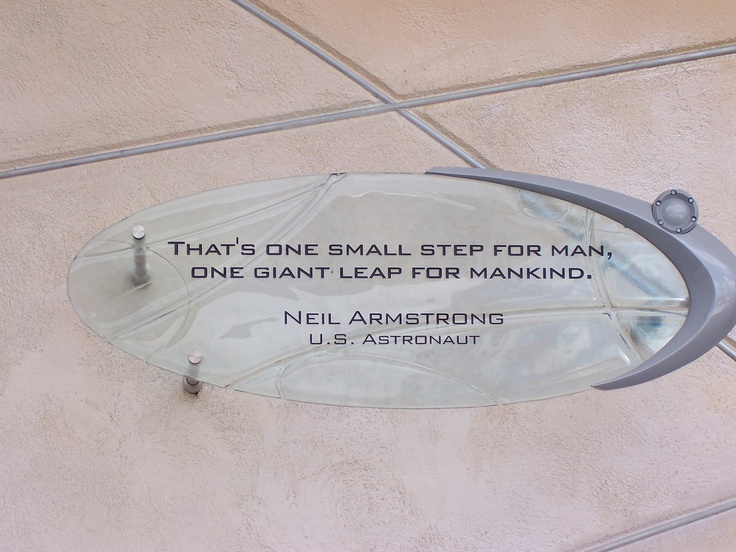 That's one small step for man,
one giant leap for mankind.
Neil Armstrong
U.S. Astronaut